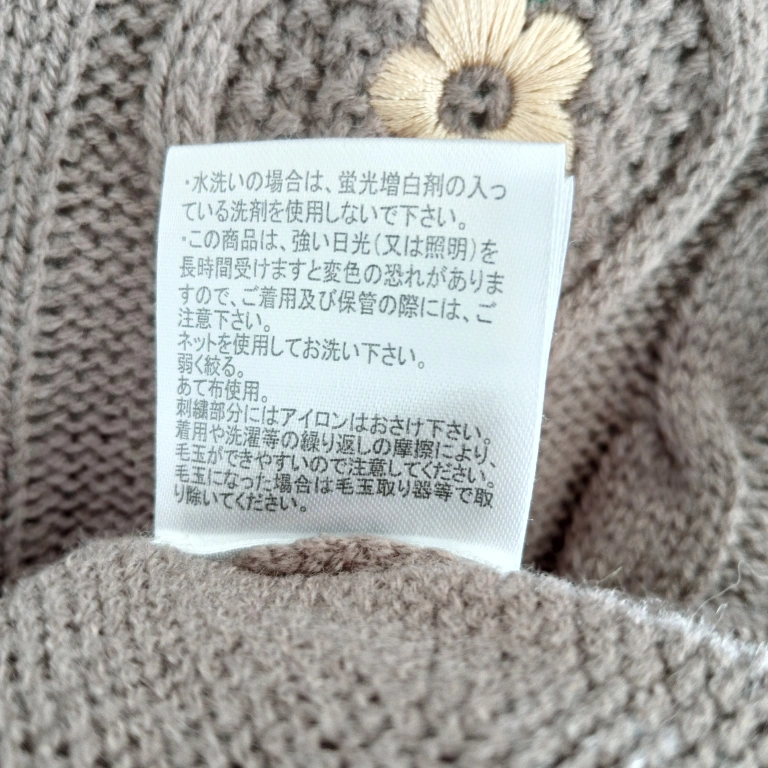 ・水洗いの場合は、蛍光増白剤の入っ
ている洗剤を使用しないで下さい。
・この商品は、強い日光(又は照明)を
長時間受けますと変色の恐れがありま
すので、ご着用及び保管の際には、ご
注意下さい。
ネットを使用してお洗い下さい。
弱く絞る。
あて布使用。
刺繍部分にはアイロンはおさけ下さい。
着用や洗濯等の繰り返しの摩擦により、
毛玉ができやすいので注意してください。
毛玉になった場合は毛玉取り器等で取
り除いてください。